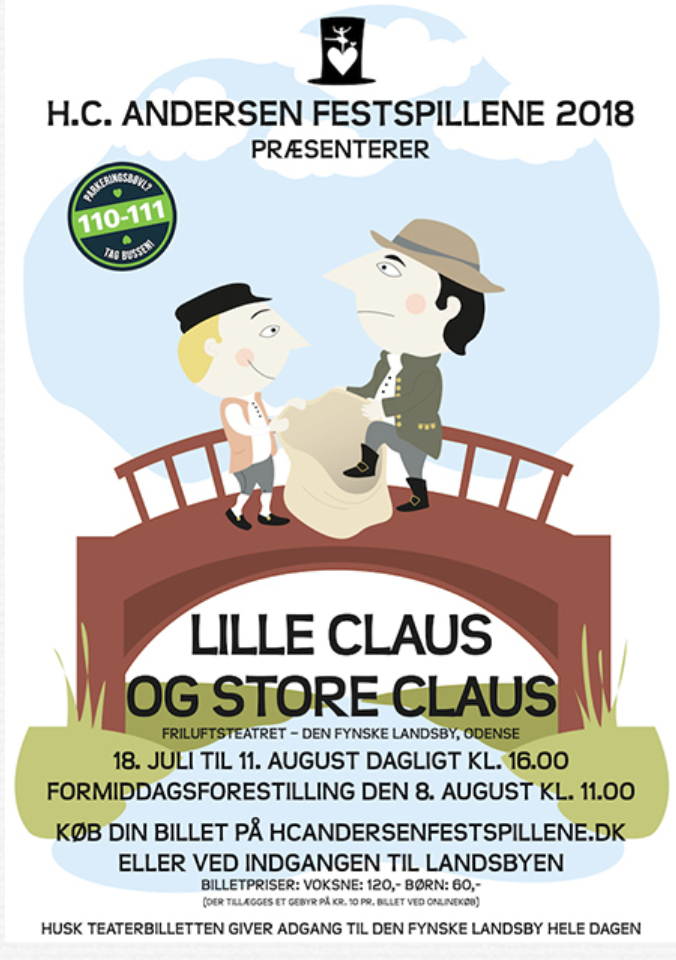 H.C. ANDERSEN FESTSPILLENE 2018
PRÆSENTERER
PARKERINGSBØVL?
110-111
TAG BUSSEN!
LILLE CLAUS
OG STORE CLAUS
FRILUFTSTEATRET – DEN FYNSKE LANDSBY, ODENSE
18. JULI TIL 11. AUGUST DAGLIGT KL. 16.00
FORMIDDAGSFORESTILLING DEN 8. AUGUST KL. 11.00
KØB DIN BILLET PÅ HCANDERSENFESTSPILLENE.DK
ELLER VED INDGANGEN TIL LANDSBYEN
BILLETPRISER: VOKSNE: 120,- BØRN: 60,-
(DER TILLÆGGES ET GEBYR PÅ KR. 10 PR. BILLET VED ONLINEKØB)
HUSK TEATERBILLETTEN GIVER ADGANG TIL DEN FYNSKE LANDSBY HELE DAGEN